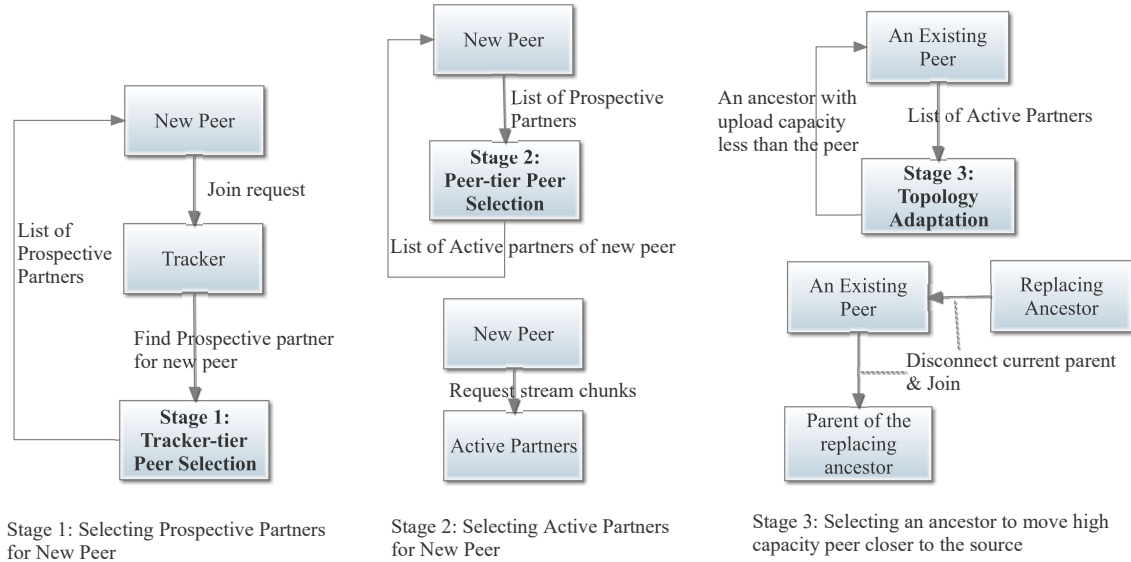 New Peer
Join request
Tracker
List of
Prospective
Partners
Find Prospective partner
for new peer
Stage 1:
Tracker-tier
Peer Selection
Stage 1: Selecting Prospective Partners
for New Peer
New Peer
List of Prospective
Partners
Stage 2:
Peer-tier Peer
Selection
List of Active partners of new peer
New Peer
Request stream chunks
Active Partners
Stage 2: Selecting Active Partners
for New Peer
An Existing
Peer
An ancestor with
upload capacity
less than the peer
List of Active Partners
Stage 3:
Topology
Adaptation
An Existing
Peer
Replacing
Ancestor
Disconnect current parent
& Join
Parent of the
replacing
ancestor
Stage 3: Selecting an ancestor to move high
capacity peer closer to the source